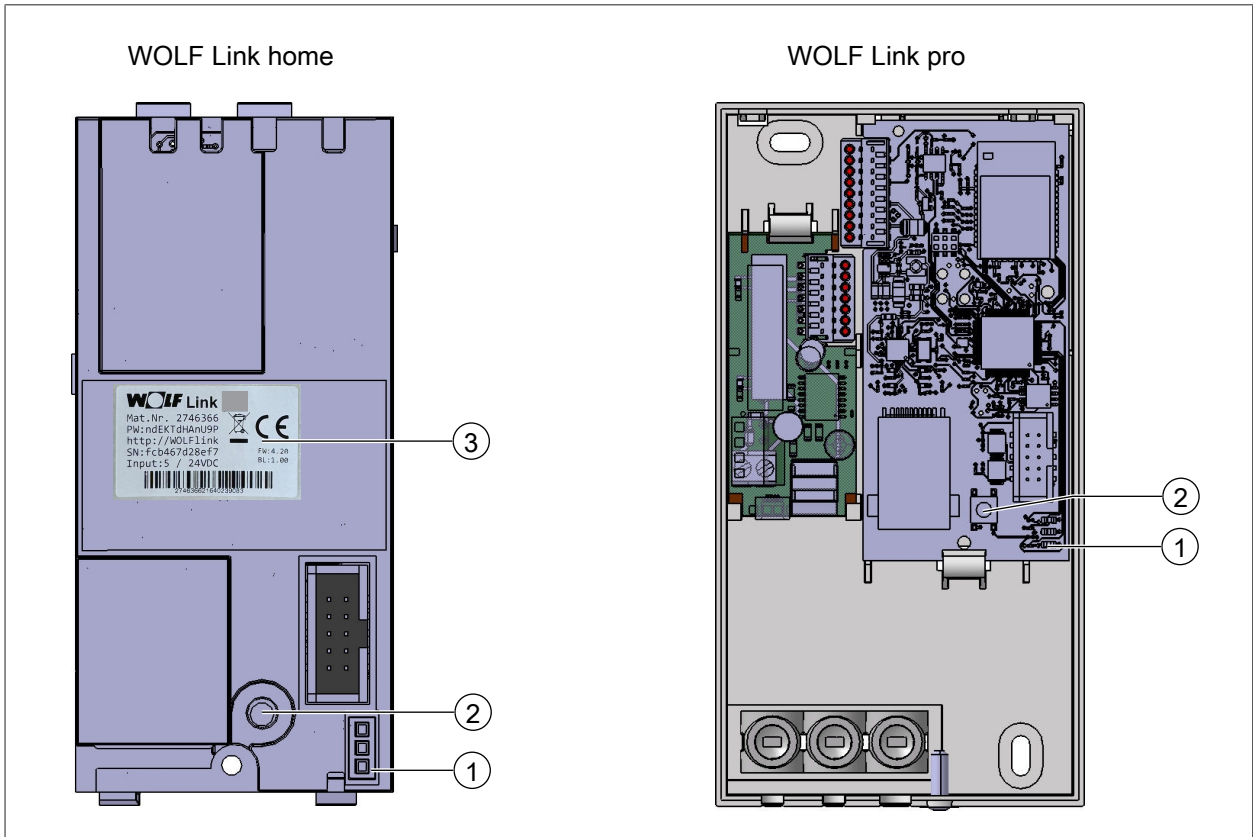 WOLF Link home
WOLF Link pro
WOLF Link
Mat.Nr. 2746366
PW:ndEKTdHAnU9P
http://WOLFlink
SN:fcb467d28ef7
Input:5 / 24VDC
CE
FW:4.20
BL:1.00
274636621640239083
3
2
1
2
1